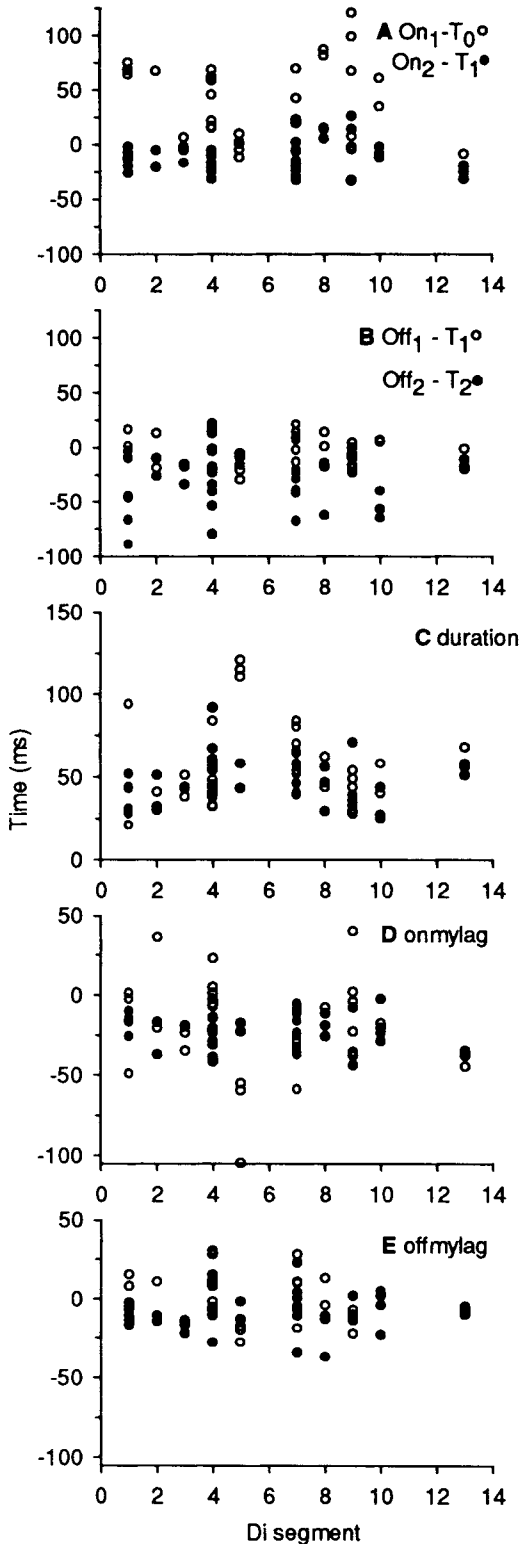 A On₁-T₀○
On₂ - T₁●
100
50
0
-50
-100
0 2 4 6 8 10 12 14
B Off₁ - T₁○
Off₂ - T₂●
100
50
0
-50
-100
0 2 4 6 8 10 12 14
C duration
150
100
50
0
0 2 4 6 8 10 12 14
Time (ms)
D onmylag
50
0
-50
-100
0 2 4 6 8 10 12 14
E offmylag
50
0
-50
-100
0 2 4 6 8 10 12 14
Di segment